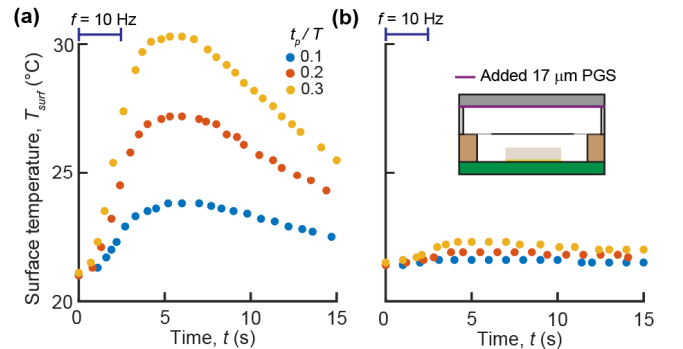 (a)
f = 10 Hz
(b)
f = 10 Hz
tp / T
0.1
0.2
0.3
Added 17 μm PGS
Surface temperature, Tsurf (°C)
30
25
20
0
5
10
15
Time, t (s)
0
5
10
15
Time, t (s)